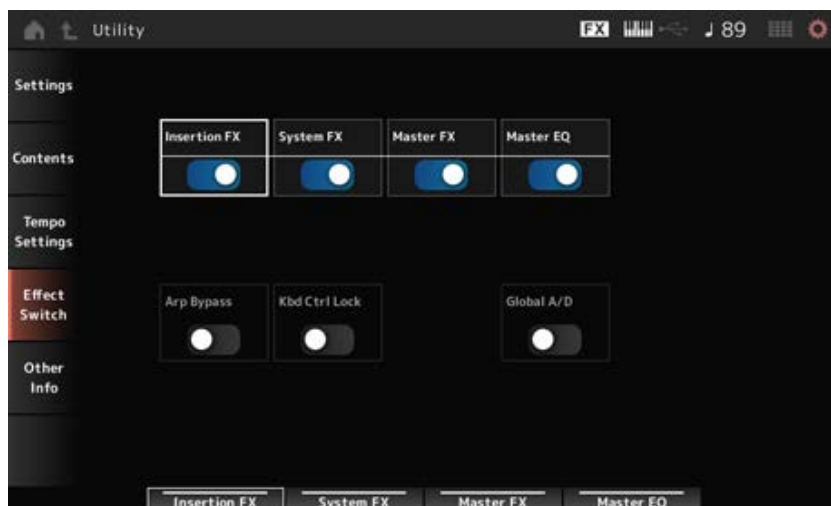 Utility
FX
♩ 89
Settings
Contents
Tempo
Settings
Effect
Switch
Other
Info
Insertion FX
System FX
Master FX
Master EQ
Arp Bypass
Kbd Ctrl Lock
Global A/D
Insertion FX
System FX
Master FX
Master EQ